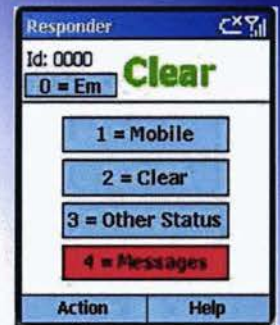 Responder
Id: 0000
0 = Em
Clear
1 = Mobile
2 = Clear
3 = Other Status
4 = Messages
Action Help